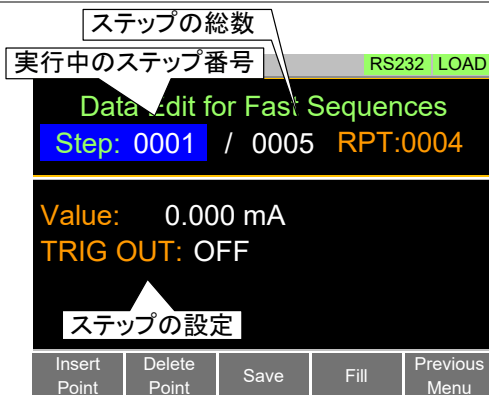 ステップの総数
実行中のステップ番号
RS232 LOAD
Data Edit for Fast Sequences
Step: 0001 / 0005 RPT:0004
Value: 0.000 mA
TRIG OUT: OFF
ステップの設定
Insert Point
Delete Point
Save
Fill
Previous Menu